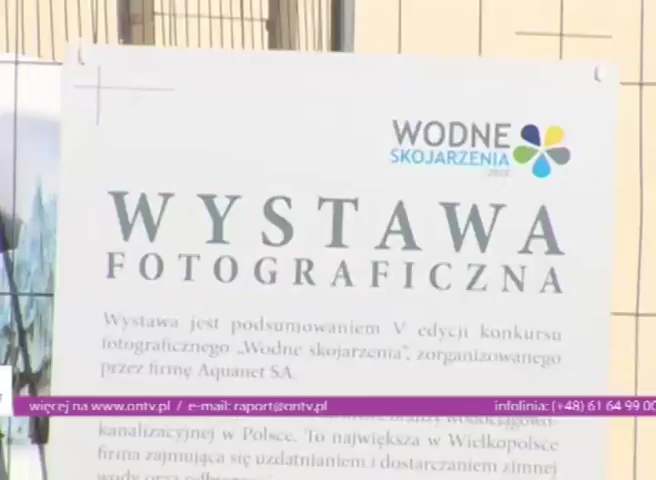 WODNE
SKOJARZENIA
WYSTAWA
FOTOGRAFICZNA
Wystawa jest podsumowaniem V edycji konkursu
fotograficznego „Wodne skojarzenia”, zorganizowanego
przez firmę Aquanet SA.
więcej na www.ontv.pl / e-mail: raport@ontv.pl infolinia: (+48) 61 64 99 00
kanalizacyjnej w Polsce. To największa w Wielkopolsce
firma zajmująca się uzdatnianiem i dostarczaniem zimnej
wody oraz